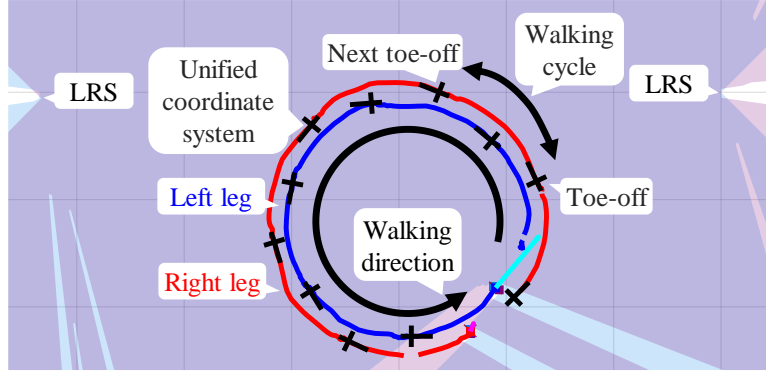 Next toe-off
Walking
cycle
LRS
Unified
coordinate
system
LRS
Left leg
Toe-off
Walking
direction
Right leg